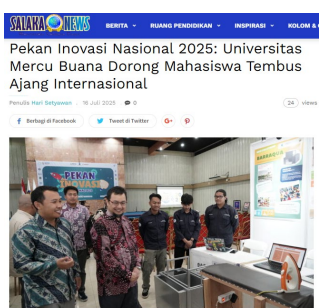 SALAKA NEWS
BERITA
RUANG PENDIDIKAN
INSPIRASI
KOLOM &
Pekan Inovasi Nasional 2025: Universitas
Mercu Buana Dorong Mahasiswa Tembus
Ajang Internasional
Penulis Hari Setyawan | 16 Juli 2025 0
24 views
Berbagi di Facebook
Tweet di Twitter
G+
PEKAN
INOVASI